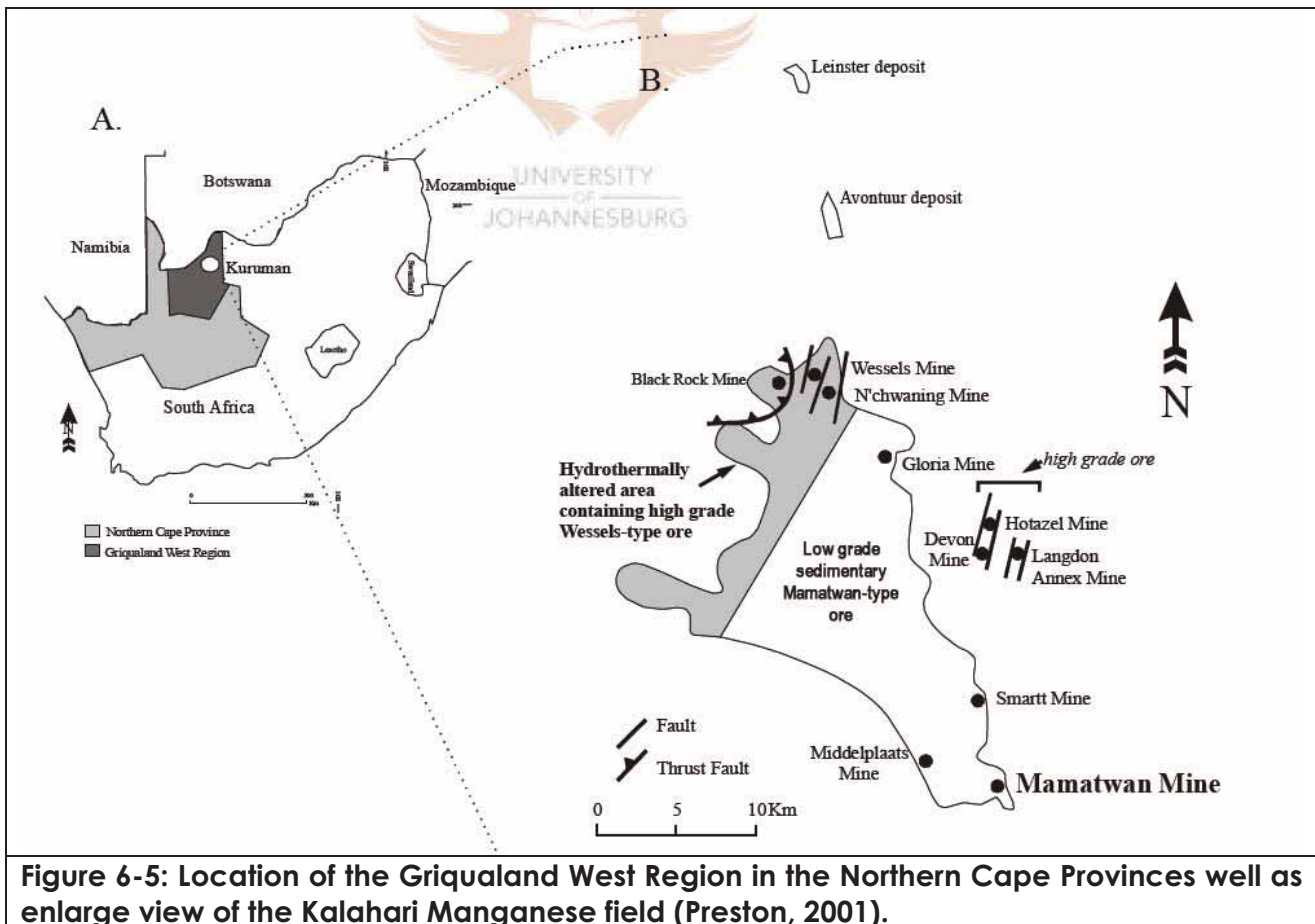 A.
B.
UNIVERSITY
OF
JOHANNESBURG
Botswana
Mozambique
Namibia
Kuruman
Swaziland
Lesotho
South Africa
N
0
300
Km
Northern Cape Province
Griqualand West Region
Leinster deposit
Avontuur deposit
N
Black Rock Mine
Wessels Mine
N'chwaning Mine
Hydrothermally
altered area
containing high grade
Wessels-type ore
Gloria Mine
high grade ore
Hotazel Mine
Devon
Mine
Langdon
Annex Mine
Low grade
sedimentary
Mamatwan-type
ore
Smartt Mine
Fault
Thrust Fault
Middelplaats
Mine
Mamatwan Mine
0 5 10Km
Figure 6-5: Location of the Griqualand West Region in the Northern Cape Provinces well as
enlarge view of the Kalahari Manganese field (Preston, 2001).